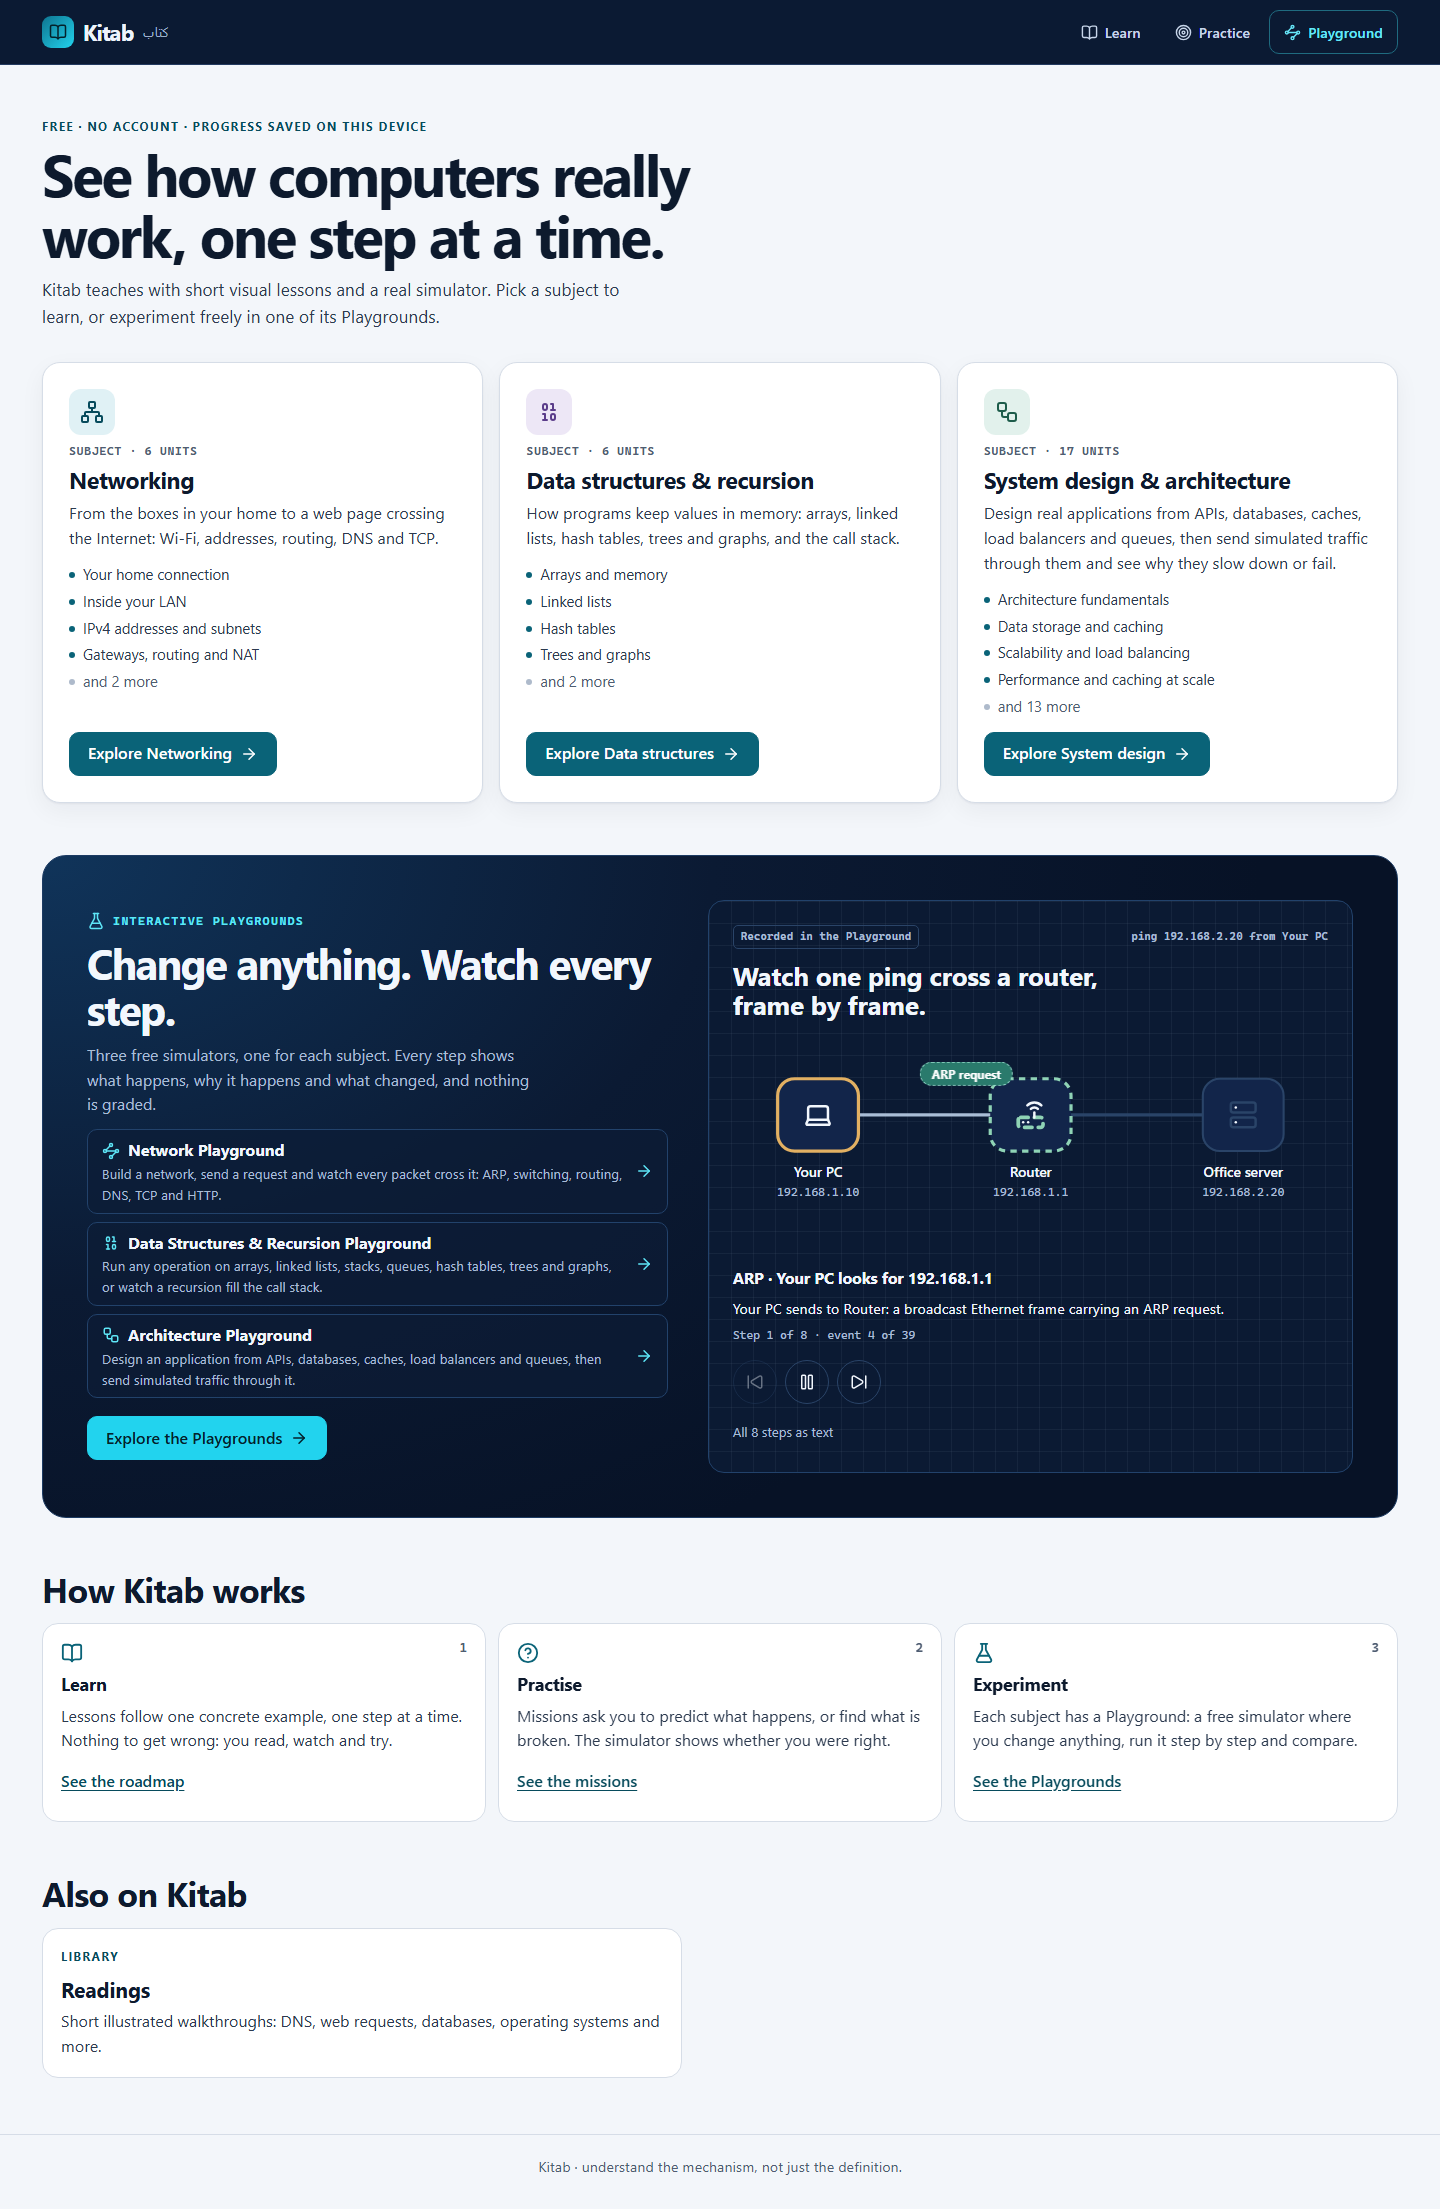 Kitab كتاب
Learn
Practice
Playground
FREE · NO ACCOUNT · PROGRESS SAVED ON THIS DEVICE
See how computers really
work, one step at a time.
Kitab teaches with short visual lessons and a real simulator. Pick a subject to
learn, or experiment freely in one of its Playgrounds.
SUBJECT · 6 UNITS
Networking
From the boxes in your home to a web page crossing
the Internet: Wi-Fi, addresses, routing, DNS and TCP.
Your home connection
Inside your LAN
IPv4 addresses and subnets
Gateways, routing and NAT
and 2 more
Explore Networking
01
10
SUBJECT · 6 UNITS
Data structures & recursion
How programs keep values in memory: arrays, linked
lists, hash tables, trees and graphs, and the call stack.
Arrays and memory
Linked lists
Hash tables
Trees and graphs
and 2 more
Explore Data structures
SUBJECT · 17 UNITS
System design & architecture
Design real applications from APIs, databases, caches,
load balancers and queues, then send simulated traffic
through them and see why they slow down or fail.
Architecture fundamentals
Data storage and caching
Scalability and load balancing
Performance and caching at scale
and 13 more
Explore System design
INTERACTIVE PLAYGROUNDS
Change anything. Watch every
step.
Three free simulators, one for each subject. Every step shows
what happens, why it happens and what changed, and nothing
is graded.
Network Playground
Build a network, send a request and watch every packet cross it: ARP, switching, routing,
DNS, TCP and HTTP.
01
10
Data Structures & Recursion Playground
Run any operation on arrays, linked lists, stacks, queues, hash tables, trees and graphs,
or watch a recursion fill the call stack.
Architecture Playground
Design an application from APIs, databases, caches, load balancers and queues, then
send simulated traffic through it.
Explore the Playgrounds
Recorded in the Playground
ping 192.168.2.20 from Your PC
Watch one ping cross a router,
frame by frame.
ARP request
Your PC
192.168.1.10
Router
192.168.1.1
Office server
192.168.2.20
ARP · Your PC looks for 192.168.1.1
Your PC sends to Router: a broadcast Ethernet frame carrying an ARP request.
Step 1 of 8 · event 4 of 39
All 8 steps as text
How Kitab works
1
Learn
Lessons follow one concrete example, one step at a time.
Nothing to get wrong: you read, watch and try.
See the roadmap
2
Practise
Missions ask you to predict what happens, or find what is
broken. The simulator shows whether you were right.
See the missions
3
Experiment
Each subject has a Playground: a free simulator where
you change anything, run it step by step and compare.
See the Playgrounds
Also on Kitab
LIBRARY
Readings
Short illustrated walkthroughs: DNS, web requests, databases, operating systems and
more.
Kitab · understand the mechanism, not just the definition.